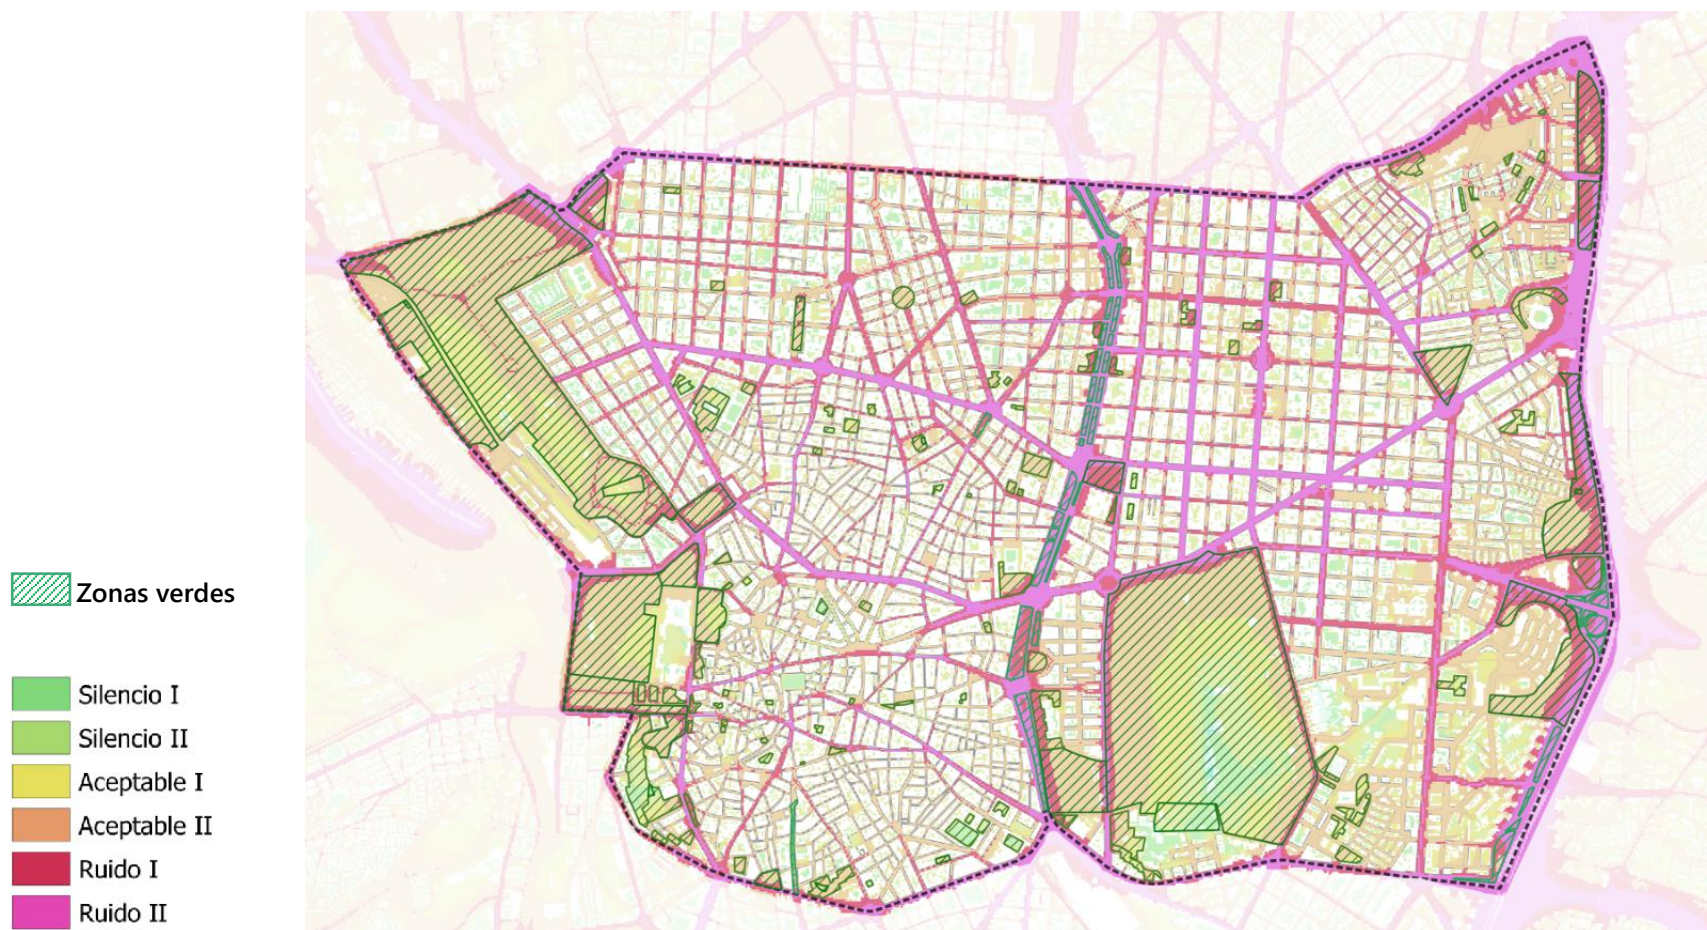 Zonas verdes
Silencio I
Silencio II
Aceptable I
Aceptable II
Ruido I
Ruido II